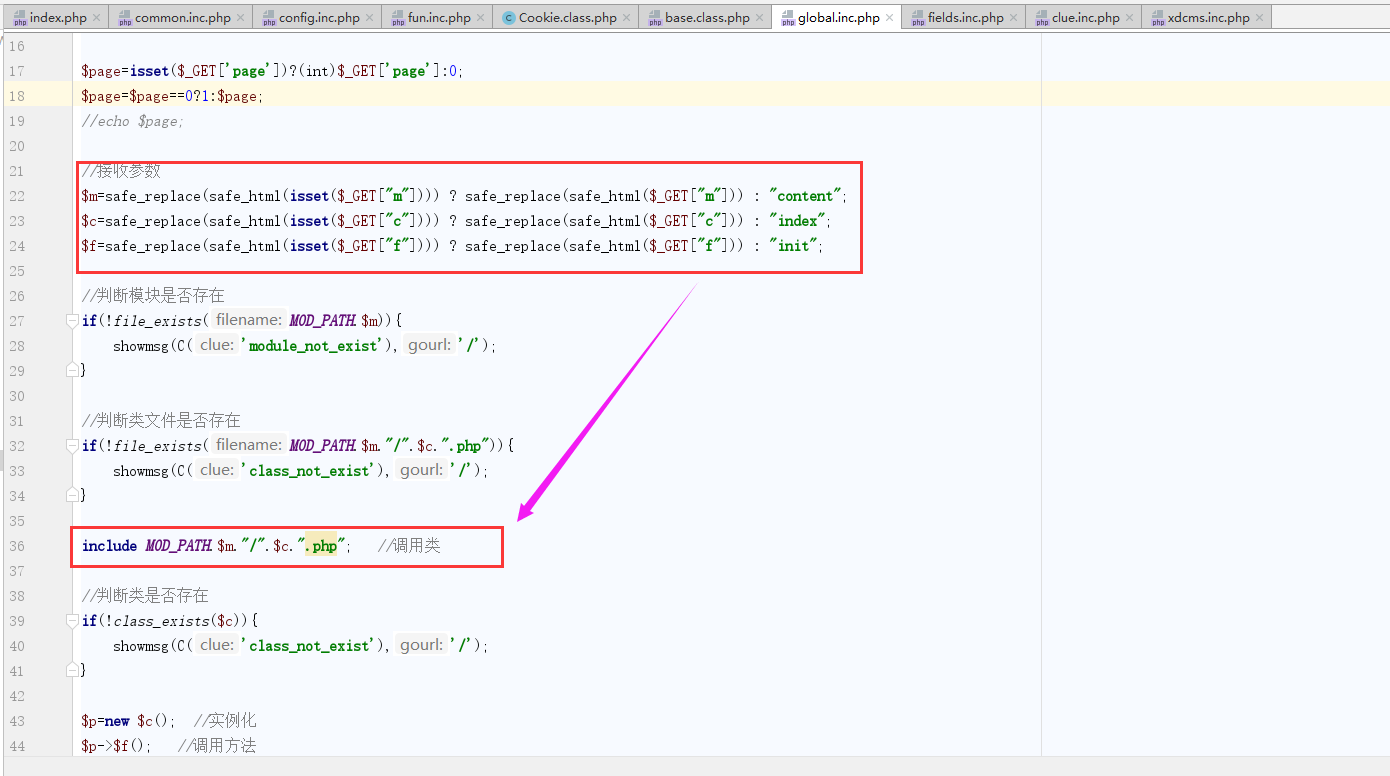 index.php common.inc.php config.inc.php fun.inc.php Cookie.class.php base.class.php global.inc.php fields.inc.php clue.inc.php xdcms.inc.php
16
17 $page=isset($_GET['page'])?(int)$_GET['page']:0;
18 $page=$page==0?1:$page;
19 //echo $page;
20
21 //接收参数
22 $m=safe_replace(safe_html(isset($_GET["m"]))) ? safe_replace(safe_html($_GET["m"])) : "content";
23 $c=safe_replace(safe_html(isset($_GET["c"]))) ? safe_replace(safe_html($_GET["c"])) : "index";
24 $f=safe_replace(safe_html(isset($_GET["f"]))) ? safe_replace(safe_html($_GET["f"])) : "init";
25
26 //判断模块是否存在
27 if(!file_exists( filename: MOD_PATH.$m)){
28 showmsg(C( clue: 'module_not_exist'), gourl: '/');
29 }
30
31 //判断类文件是否存在
32 if(!file_exists( filename: MOD_PATH.$m."/".$c.".php")){
33 showmsg(C( clue: 'class_not_exist'), gourl: '/');
34 }
35
36 include MOD_PATH.$m."/".$c.".php"; //调用类
37
38 //判断类是否存在
39 if(!class_exists($c)){
40 showmsg(C( clue: 'class_not_exist'), gourl: '/');
41 }
42
43 $p=new $c(); //实例化
44 $p->$f(); //调用方法